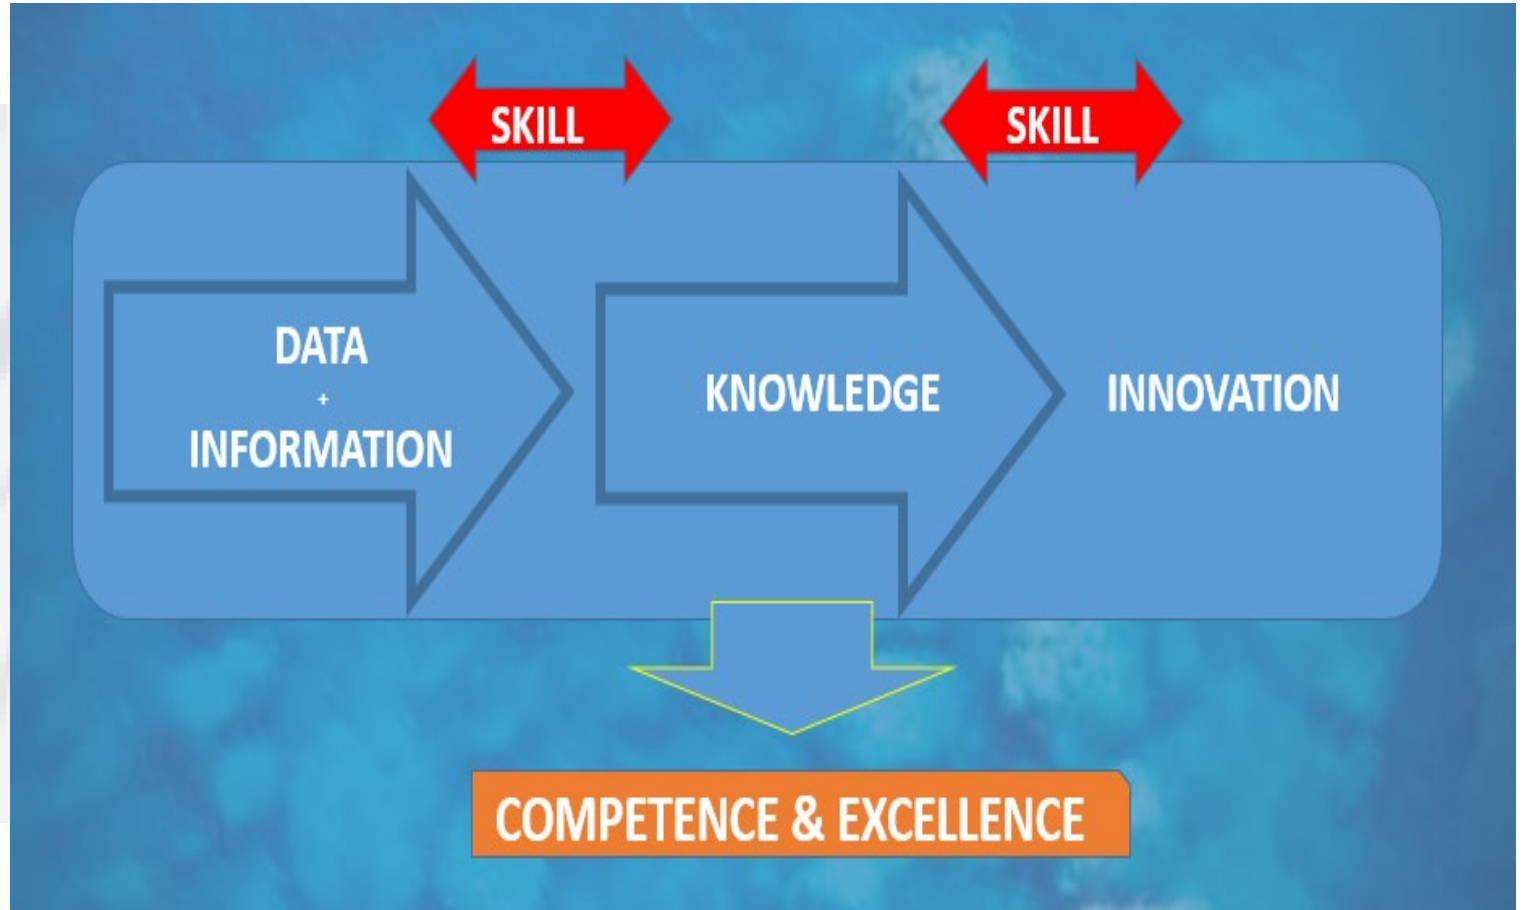 SKILL
SKILL
DATA
+
INFORMATION
KNOWLEDGE
INNOVATION
COMPETENCE & EXCELLENCE